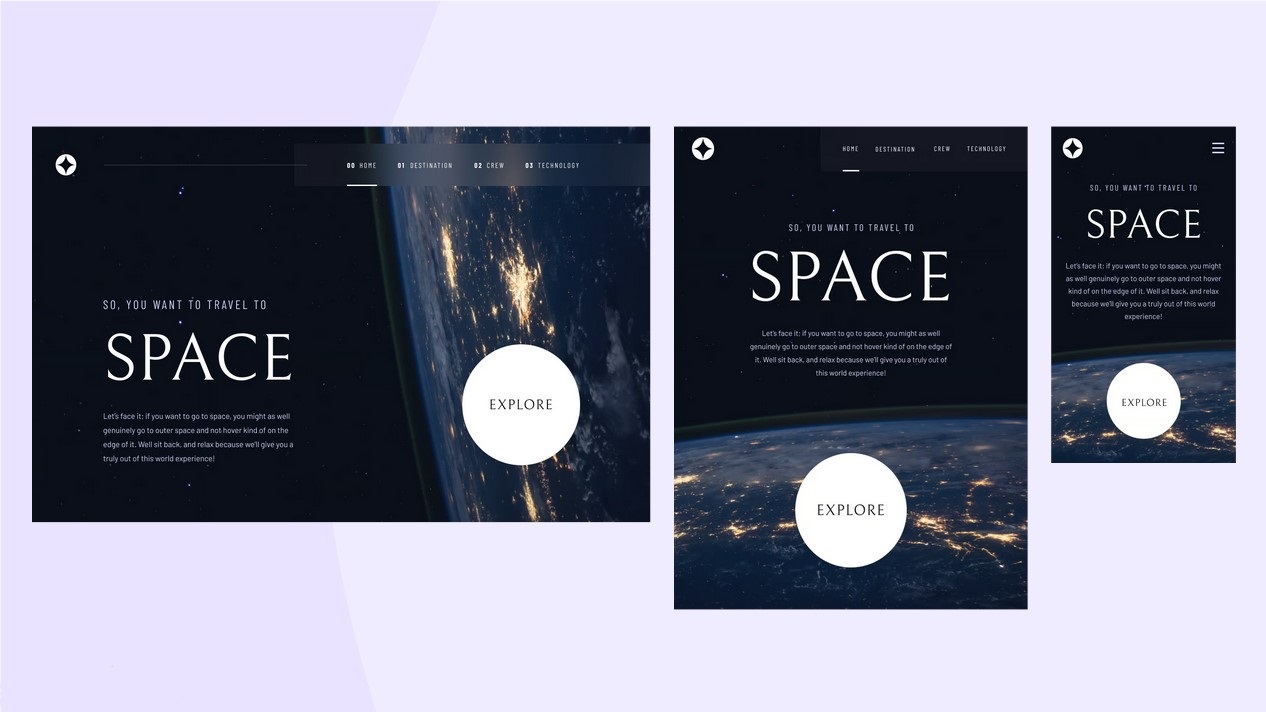 00 HOME 01 DESTINATION 02 CREW 03 TECHNOLOGY
SO, YOU WANT TO TRAVEL TO
SPACE
Let's face it; if you want to go to space, you might as well
genuinely go to outer space and not hover kind of on the
edge of it. Well sit back, and relax because we'll give you a
truly out of this world experience!
EXPLORE
HOME DESTINATION CREW TECHNOLOGY
SO, YOU WANT TO TRAVEL TO
SPACE
Let's face it; if you want to go to space, you might as well
genuinely go to outer space and not hover kind of on the edge of
it. Well sit back, and relax because we'll give you a truly out of
this world experience!
EXPLORE
SO, YOU WANT TO TRAVEL TO
SPACE
Let's face it; if you want to go to space, you might
as well genuinely go to outer space and not hover
kind of on the edge of it. Well sit back, and relax
because we'll give you a truly out of this world
experience!
EXPLORE